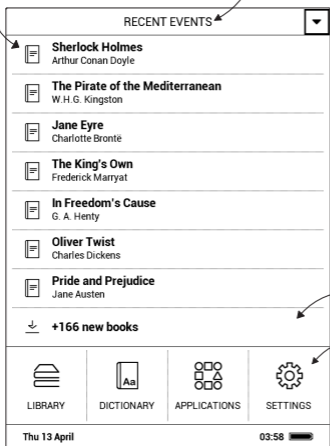 RECENT EVENTS
Sherlock Holmes
Arthur Conan Doyle
The Pirate of the Mediterranean
W.H.G. Kingston
Jane Eyre
Charlotte Brontë
The King's Own
Frederick Marryat
In Freedom's Cause
G. A. Henty
Oliver Twist
Charles Dickens
Pride and Prejudice
Jane Austen
+166 new books
Aa
LIBRARY DICTIONARY APPLICATIONS SETTINGS
Thu 13 April 03:58